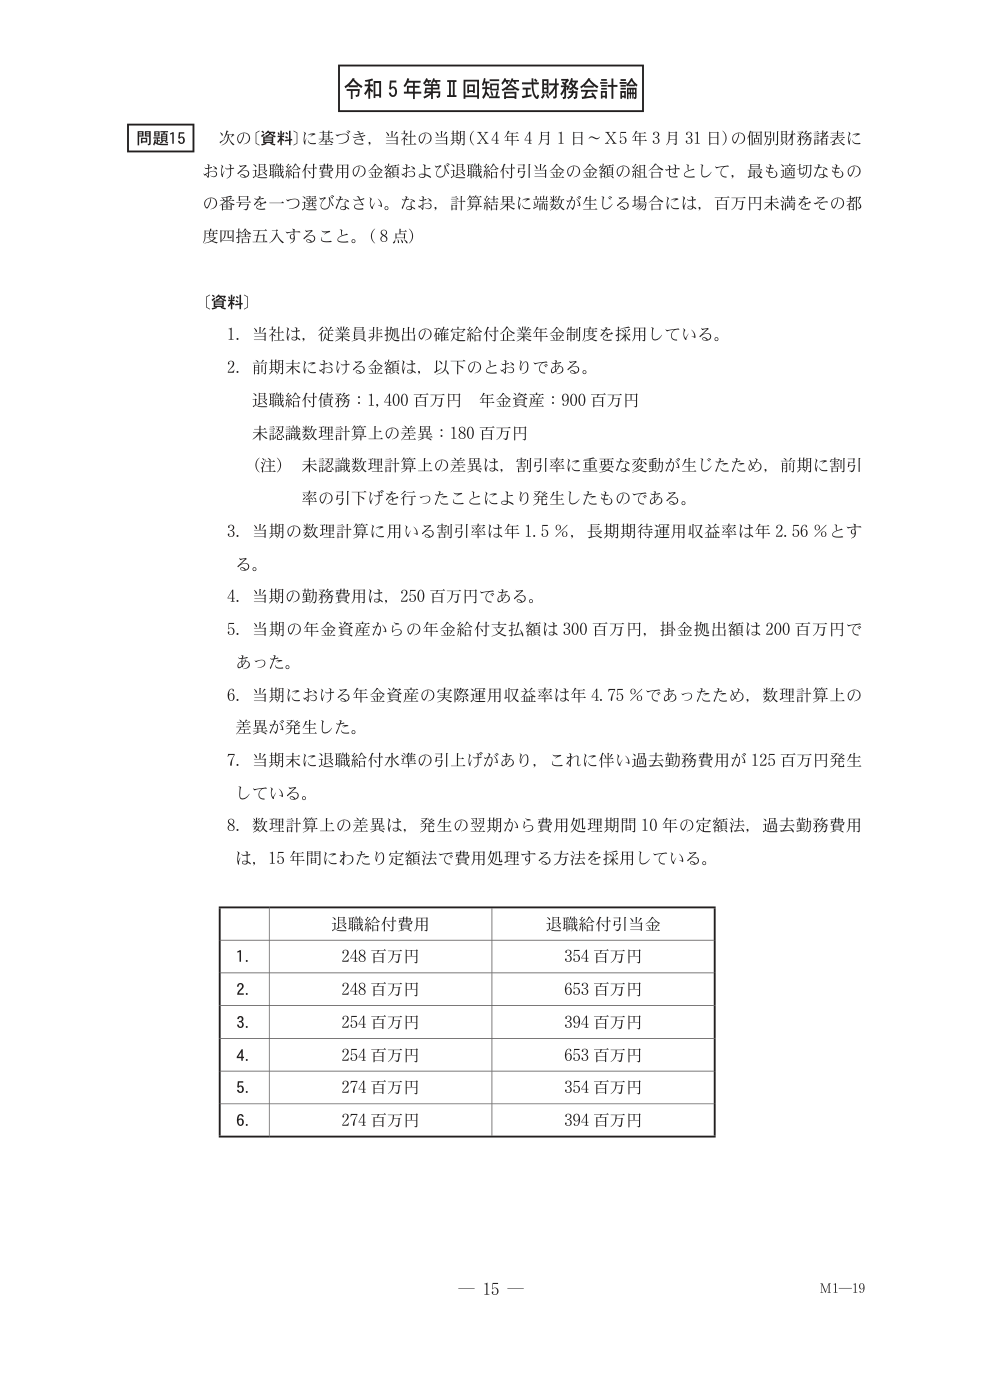 令和5年第Ⅱ回短答式財務会計論
問題15 次の〔資料〕に基づき，当社の当期(X4年4月1日～X5年3月31日)の個別財務諸表に
おける退職給付費用の金額および退職給付引当金の金額の組合せとして，最も適切なもの
の番号を一つ選びなさい。なお，計算結果に端数が生じる場合には，百万円未満をその都
度四捨五入すること。(8点)
〔資料〕
1. 当社は，従業員非拠出の確定給付企業年金制度を採用している。
2. 前期末における金額は，以下のとおりである。
退職給付債務：1,400百万円 年金資産：900百万円
未認識数理計算上の差異：180百万円
(注) 未認識数理計算上の差異は，割引率に重要な変動が生じたため，前期に割引
率の引下げを行ったことにより発生したものである。
3. 当期の数理計算に用いる割引率は年1.5％，長期期待運用収益率は年2.56％とす
る。
4. 当期の勤務費用は，250百万円である。
5. 当期の年金資産からの年金給付支払額は300百万円，掛金拠出額は200百万円で
あった。
6. 当期における年金資産の実際運用収益率は年4.75％であったため，数理計算上の
差異が発生した。
7. 当期末に退職給付水準の引上げがあり，これに伴い過去勤務費用が125百万円発生
している。
8. 数理計算上の差異は，発生の翌期から費用処理期間10年の定額法，過去勤務費用
は，15年間にわたり定額法で費用処理する方法を採用している。
退職給付費用 退職給付引当金
1. 248百万円 354百万円
2. 248百万円 653百万円
3. 254百万円 394百万円
4. 254百万円 653百万円
5. 274百万円 354百万円
6. 274百万円 394百万円
― 15 ― M1―19